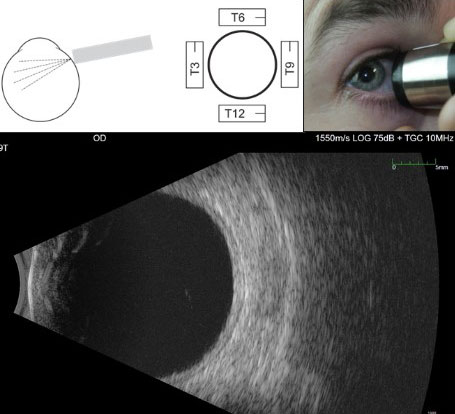 T6
T3
T9
T12
OD
1550m/s LOG 75dB + TGC 10MHz
9T
0
5mm